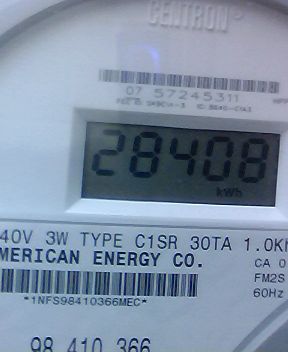 CENTRON
07 57245311
28408
kWh
40V 3W TYPE C1SR 30TA 1.0K
MERICAN ENERGY CO.
CA 0
FM2S
*1NFS98410366MEC*
60Hz
98 410 366